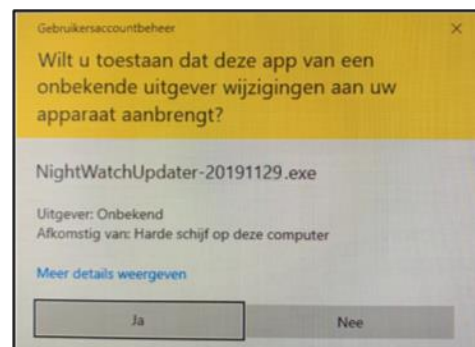 Gebruikersaccountbeheer
Wilt u toestaan dat deze app van een
onbekende uitgever wijzigingen aan uw
apparaat aanbrengt?
NightWatchUpdater-20191129.exe
Uitgever: Onbekend
Afkomstig van: Harde schijf op deze computer
Meer details weergeven
Ja
Nee